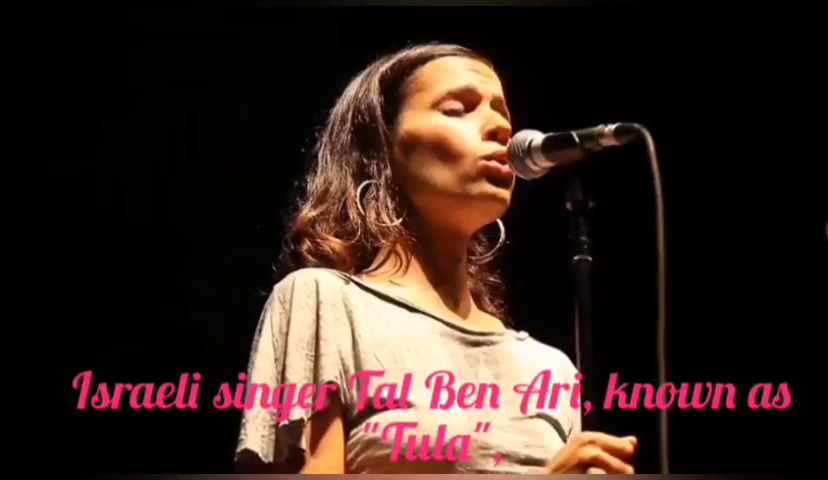 Israeli singer Tal Ben Ari, known as
"Tula",